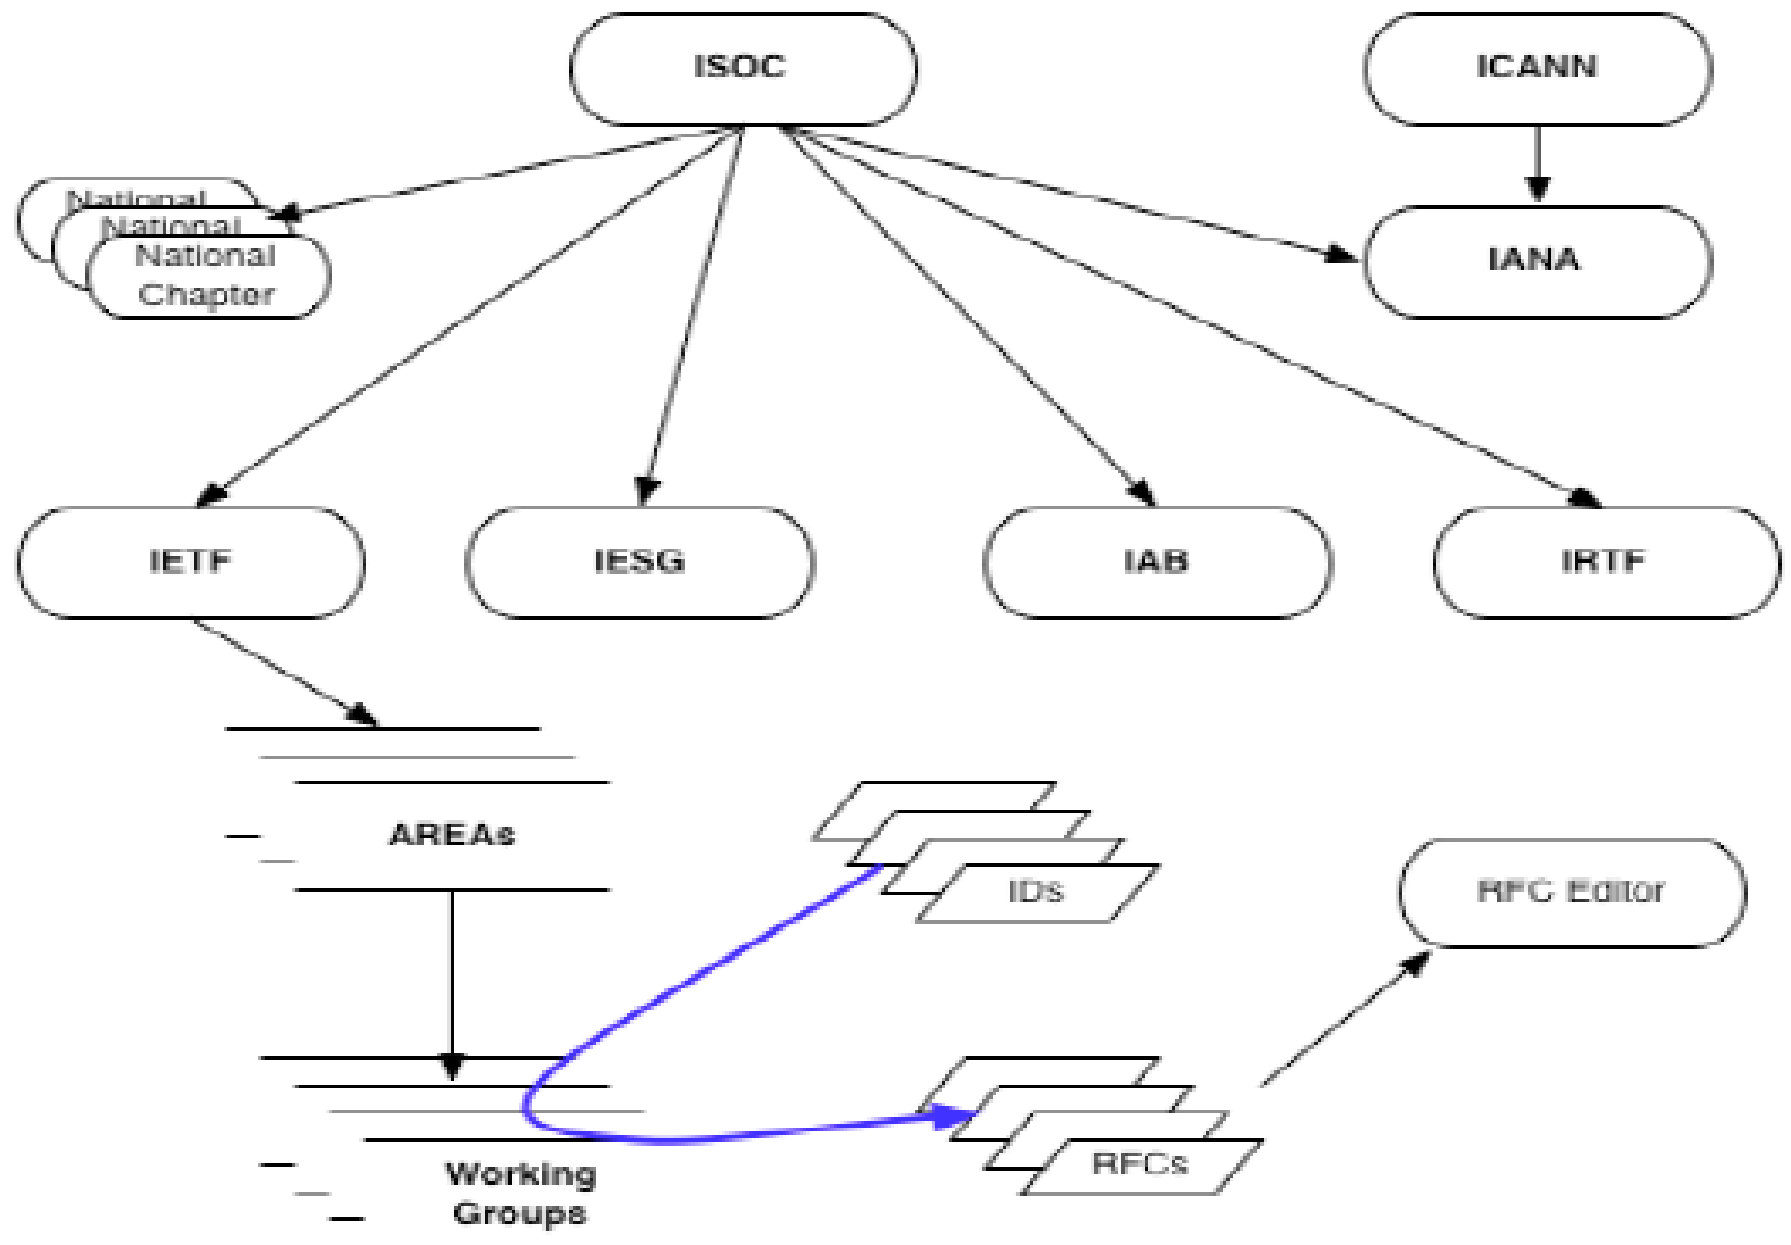 ISOC
ICANN
National
National
National
Chapter
IANA
IETF
IESG
IAB
IRTF
AREAs
IDs
RFC Editor
Working
Groups
RFCs